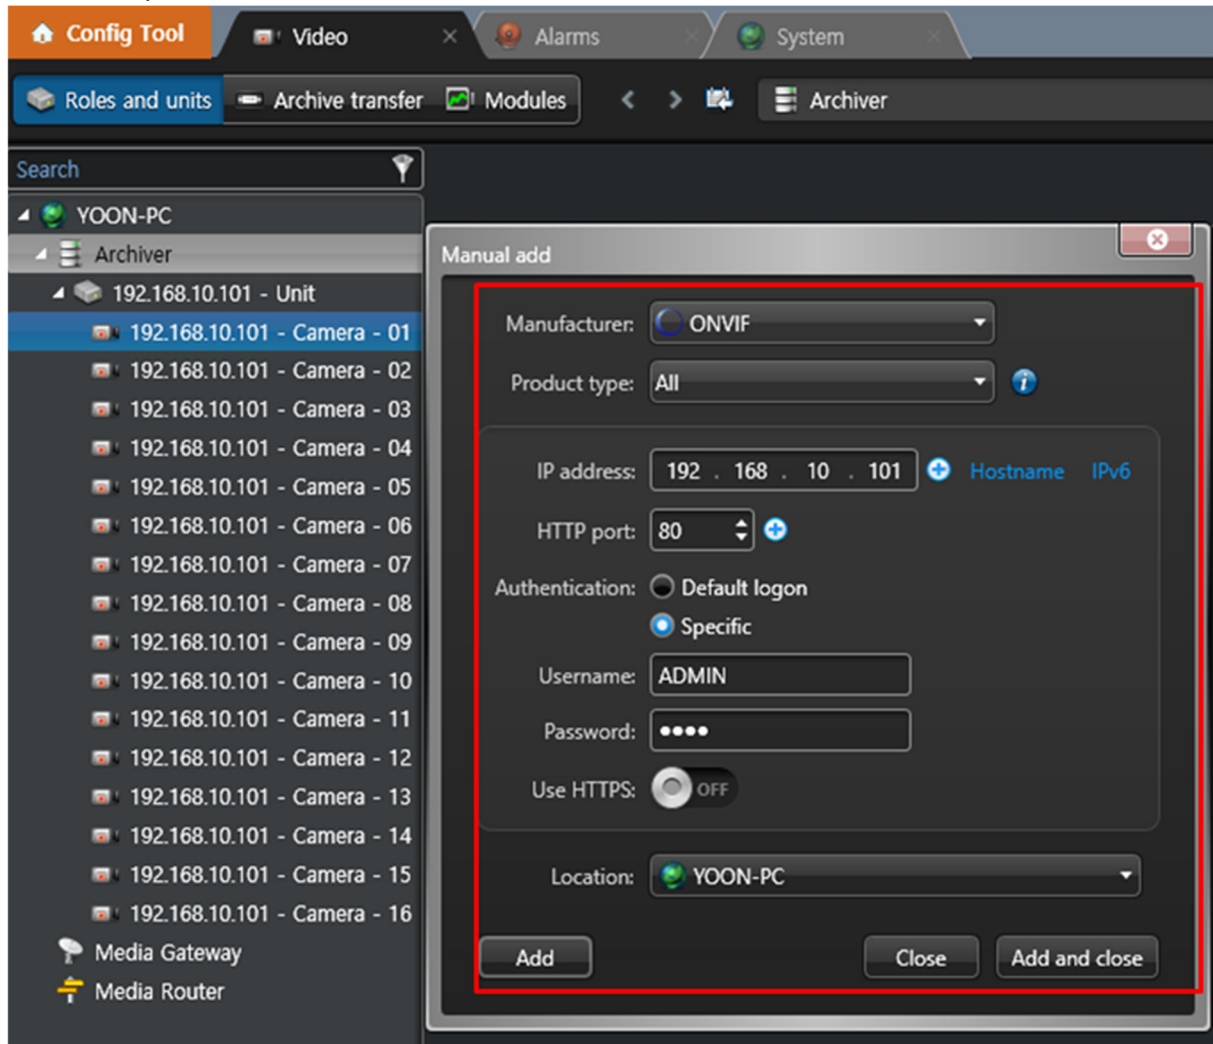 Config Tool Video Alarms System
Roles and units Archive transfer Modules Archiver
Search
YOON-PC
Archiver
192.168.10.101 - Unit
192.168.10.101 - Camera - 01
192.168.10.101 - Camera - 02
192.168.10.101 - Camera - 03
192.168.10.101 - Camera - 04
192.168.10.101 - Camera - 05
192.168.10.101 - Camera - 06
192.168.10.101 - Camera - 07
192.168.10.101 - Camera - 08
192.168.10.101 - Camera - 09
192.168.10.101 - Camera - 10
192.168.10.101 - Camera - 11
192.168.10.101 - Camera - 12
192.168.10.101 - Camera - 13
192.168.10.101 - Camera - 14
192.168.10.101 - Camera - 15
192.168.10.101 - Camera - 16
Media Gateway
Media Router
Manual add
Manufacturer: ONVIF
Product type: All
IP address: 192 . 168 . 10 . 101 Hostname IPv6
HTTP port: 80
Authentication: Default logon
Specific
Username: ADMIN
Password: ••••
Use HTTPS: OFF
Location: YOON-PC
Add Close Add and close